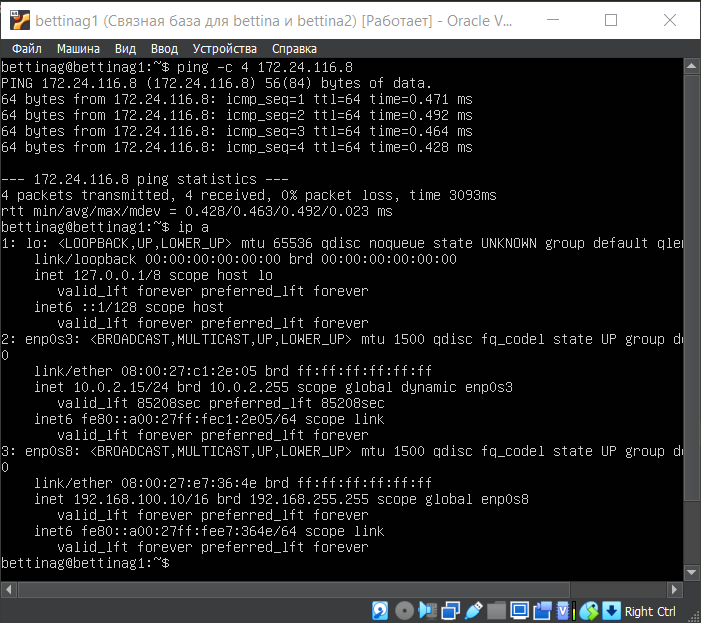 bettinag1 (Связная база для bettina и bettina2) [Работает] - Oracle V...
Файл Машина Вид Ввод Устройства Справка
bettinag@bettinag1:~$ ping -c 4 172.24.116.8
PING 172.24.116.8 (172.24.116.8) 56(84) bytes of data.
64 bytes from 172.24.116.8: icmp_seq=1 ttl=64 time=0.471 ms
64 bytes from 172.24.116.8: icmp_seq=2 ttl=64 time=0.492 ms
64 bytes from 172.24.116.8: icmp_seq=3 ttl=64 time=0.464 ms
64 bytes from 172.24.116.8: icmp_seq=4 ttl=64 time=0.428 ms

--- 172.24.116.8 ping statistics ---
4 packets transmitted, 4 received, 0% packet loss, time 3093ms
rtt min/avg/max/mdev = 0.428/0.463/0.492/0.023 ms
bettinag@bettinag1:~$ ip a
1: lo: <LOOPBACK,UP,LOWER_UP> mtu 65536 qdisc noqueue state UNKNOWN group default qlen
    link/loopback 00:00:00:00:00:00 brd 00:00:00:00:00:00
    inet 127.0.0.1/8 scope host lo
       valid_lft forever preferred_lft forever
    inet6 ::1/128 scope host
       valid_lft forever preferred_lft forever
2: enp0s3: <BROADCAST,MULTICAST,UP,LOWER_UP> mtu 1500 qdisc fq_codel state UP group de
0
    link/ether 08:00:27:c1:2e:05 brd ff:ff:ff:ff:ff:ff
    inet 10.0.2.15/24 brd 10.0.2.255 scope global dynamic enp0s3
       valid_lft 85208sec preferred_lft 85208sec
    inet6 fe80::a00:27ff:fec1:2e05/64 scope link
       valid_lft forever preferred_lft forever
3: enp0s8: <BROADCAST,MULTICAST,UP,LOWER_UP> mtu 1500 qdisc fq_codel state UP group de
0
    link/ether 08:00:27:e7:36:4e brd ff:ff:ff:ff:ff:ff
    inet 192.168.100.10/16 brd 192.168.255.255 scope global enp0s8
       valid_lft forever preferred_lft forever
    inet6 fe80::a00:27ff:fee7:364e/64 scope link
       valid_lft forever preferred_lft forever
bettinag@bettinag1:~$
Right Ctrl